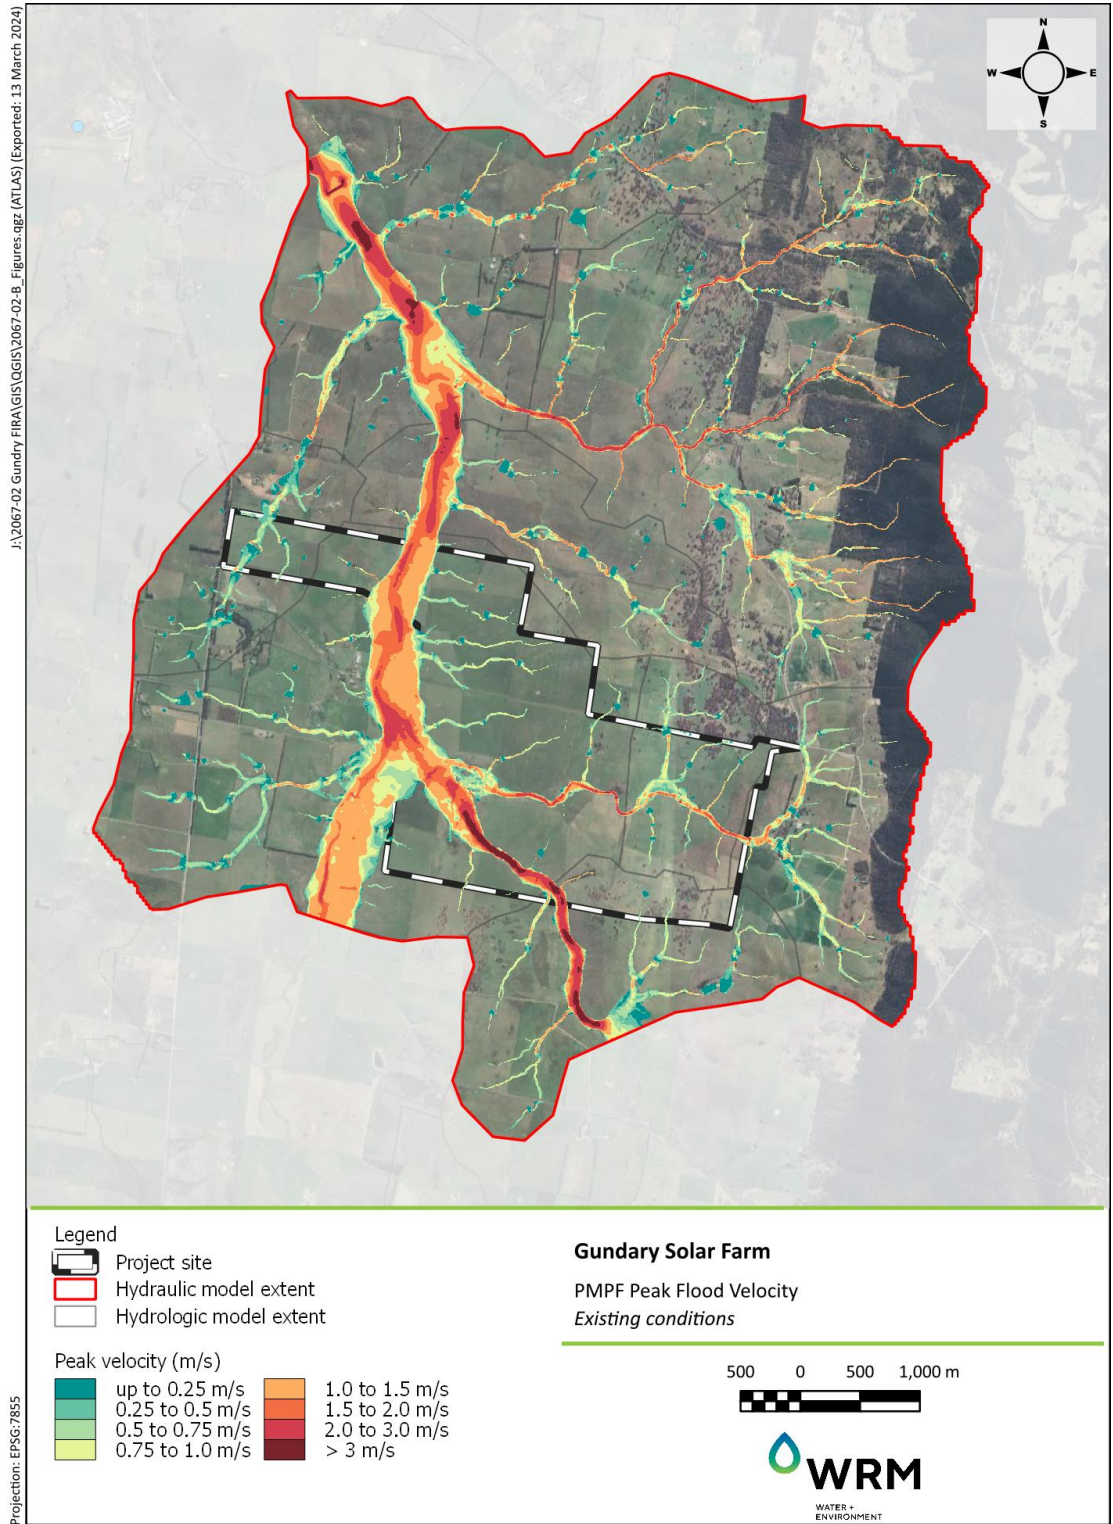 J:\2067-02 Gundry FIRA\GIS\QGIS\2067-02-B_Figures.qgz (ATLAS) (Exported: 13 March 2024)
N
W
E
S
Legend
Project site
Hydraulic model extent
Hydrologic model extent
Peak velocity (m/s)
up to 0.25 m/s
0.25 to 0.5 m/s
0.5 to 0.75 m/s
0.75 to 1.0 m/s
1.0 to 1.5 m/s
1.5 to 2.0 m/s
2.0 to 3.0 m/s
> 3 m/s
Gundary Solar Farm
PMPF Peak Flood Velocity
Existing conditions
500 0 500 1,000 m
WRM
WATER +
ENVIRONMENT
Projection: EPSG:7855